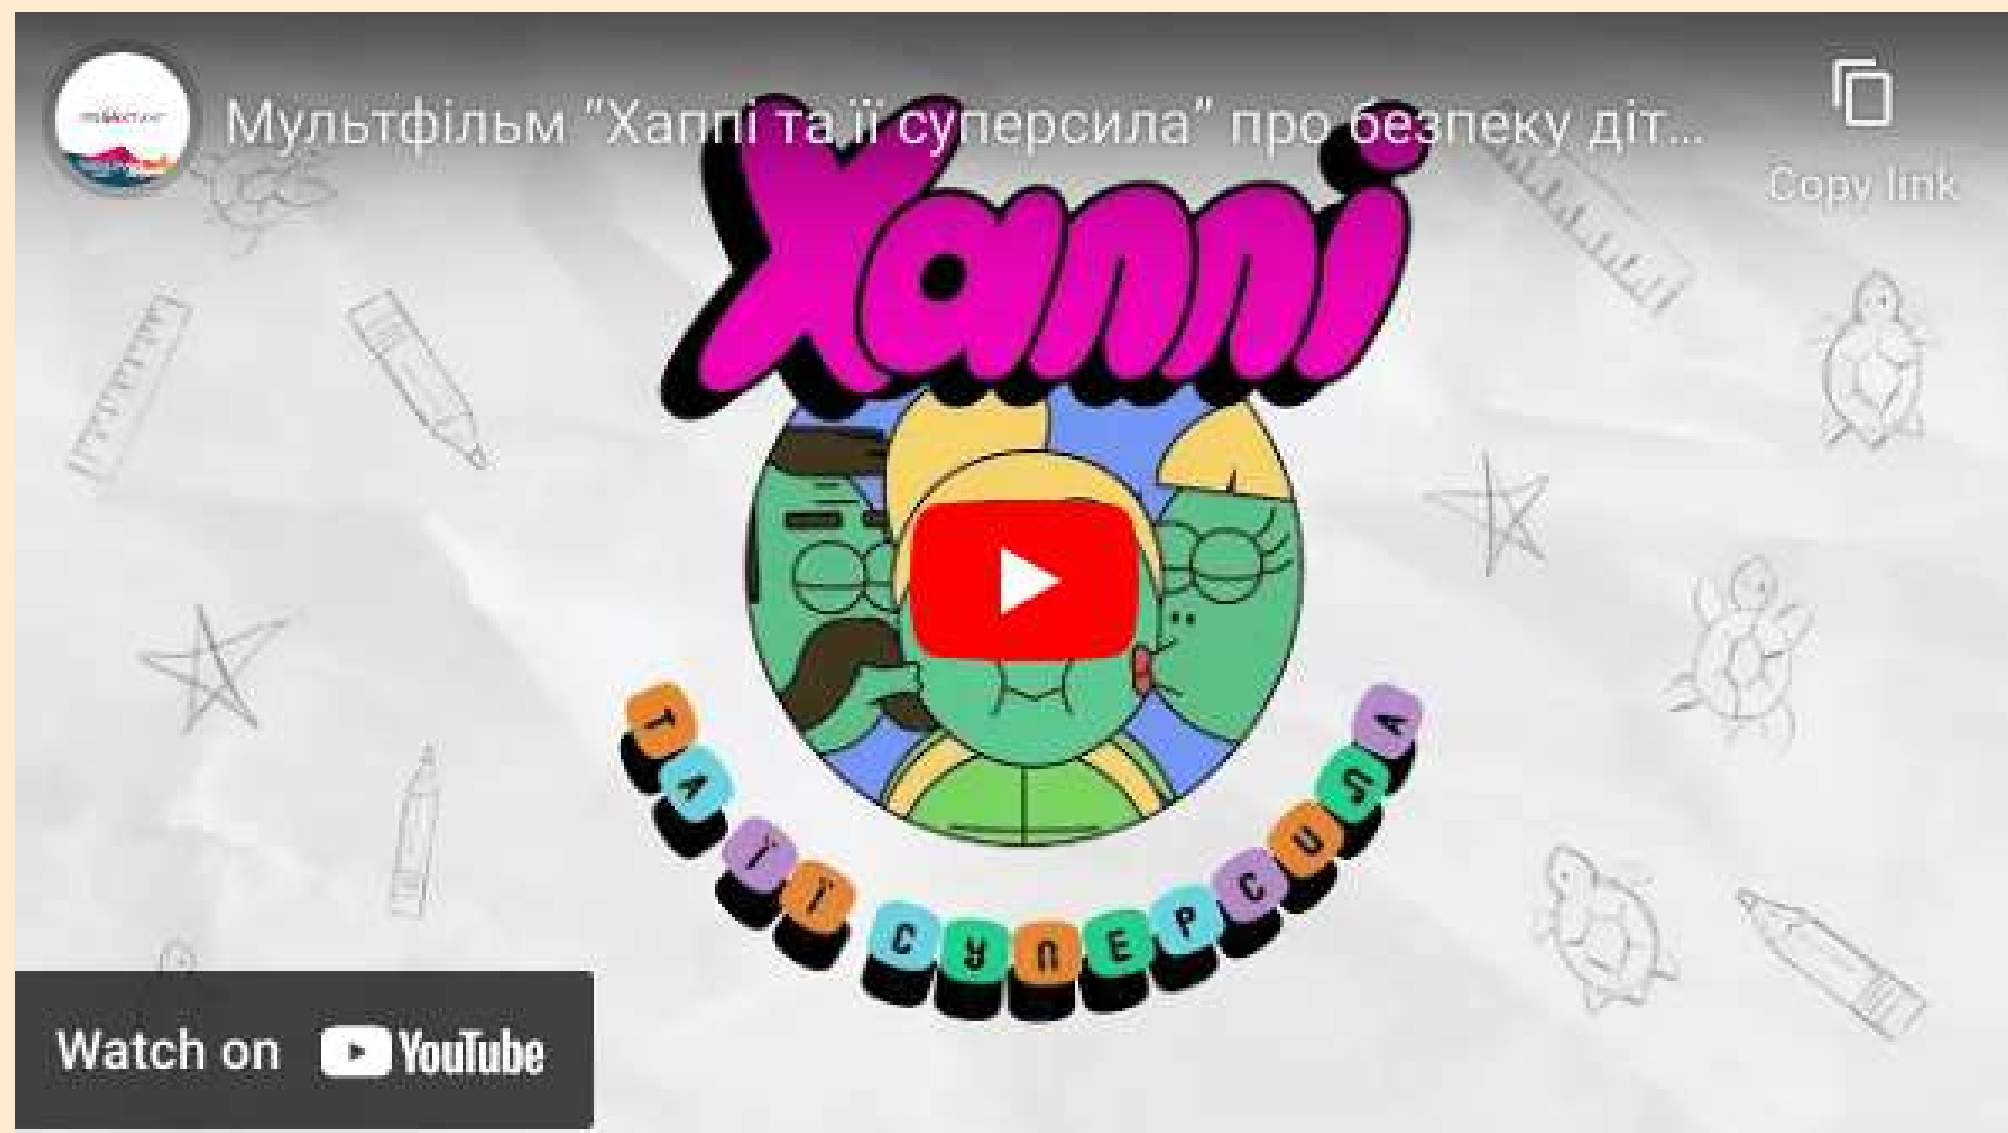 Мультфільм “Хаппі та її суперсила” про безпеку діт...
Copy link
Хаппі
ТА ЇЇ СУПЕРСИЛА
Watch on YouTube